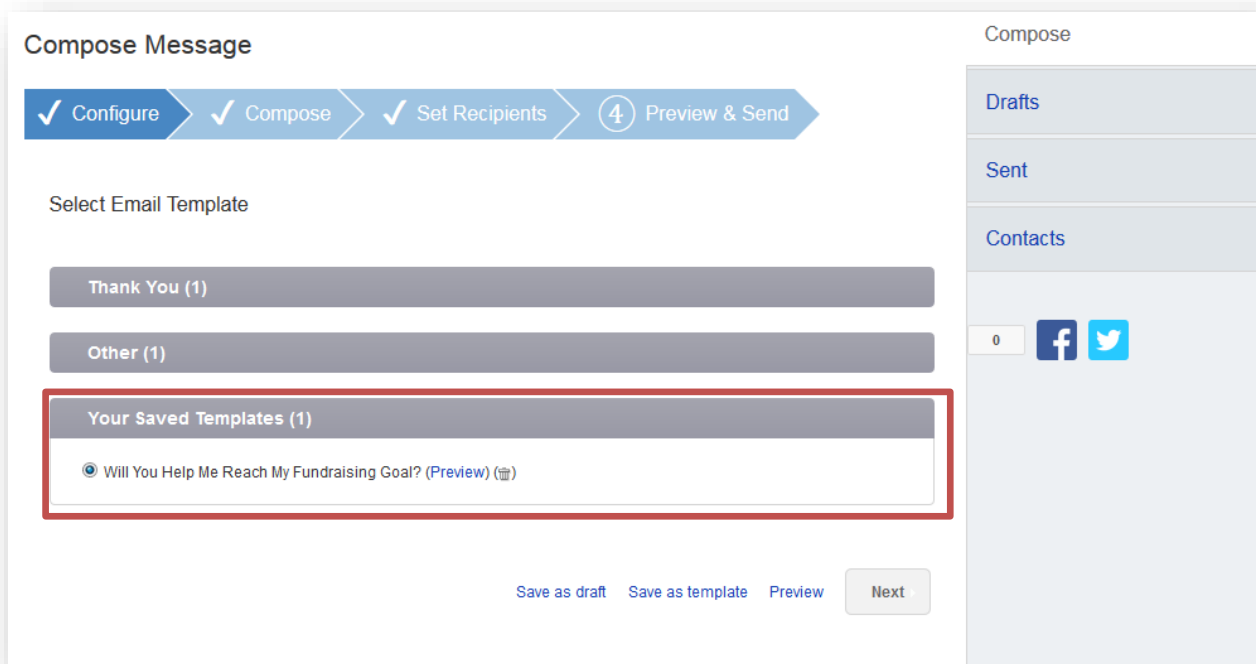 Compose Message
Configure
Compose
Set Recipients
4 Preview & Send
Select Email Template
Thank You (1)
Other (1)
Your Saved Templates (1)
Will You Help Me Reach My Fundraising Goal? (Preview) ()
Save as draft Save as template Preview Next
Compose
Drafts
Sent
Contacts
0